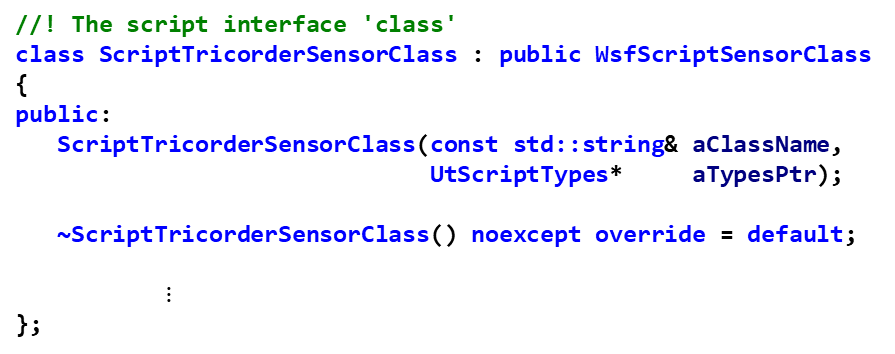 //! The script interface 'class'
class ScriptTricorderSensorClass : public WsfScriptSensorClass
{
public:
   ScriptTricorderSensorClass(const std::string& aClassName,
                              UtScriptTypes*     aTypesPtr);
   ~ScriptTricorderSensorClass() noexcept override = default;
           ⋮
};